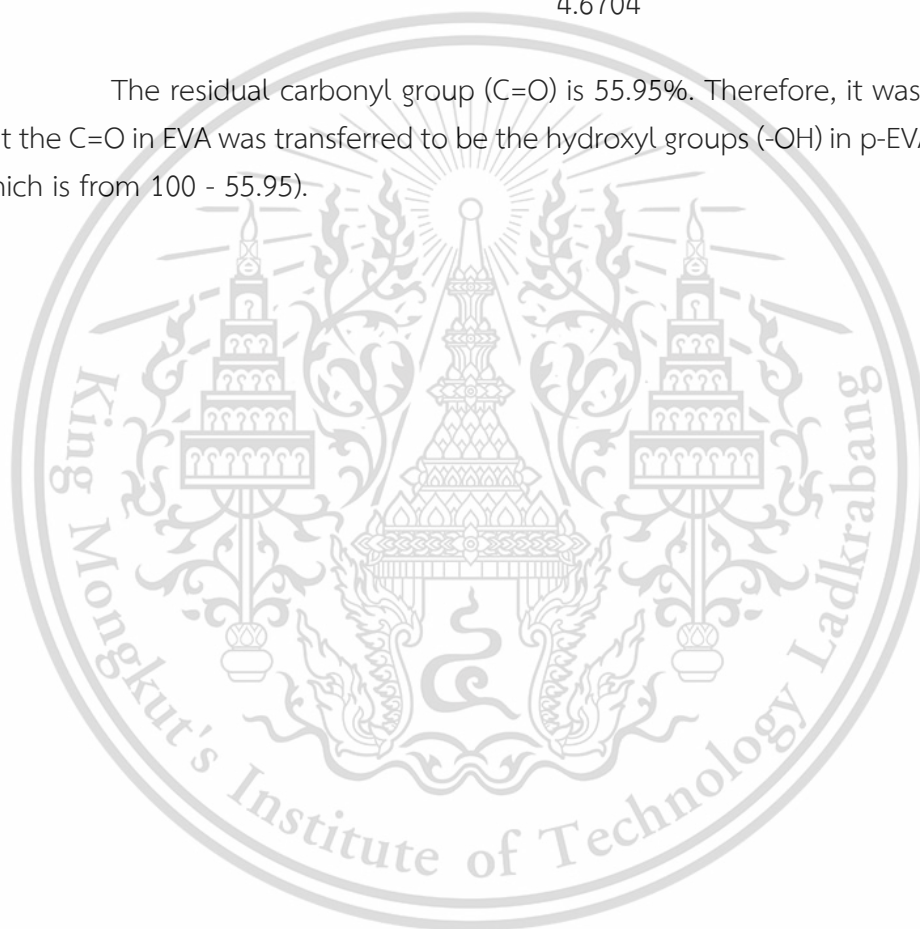 4.6704
The residual carbonyl group (C=O) is 55.95%. Therefore, it was
t the C=O in EVA was transferred to be the hydroxyl groups (-OH) in p-EVA
hich is from 100 - 55.95).
King Mongkut's Institute of Technology Ladkrabang